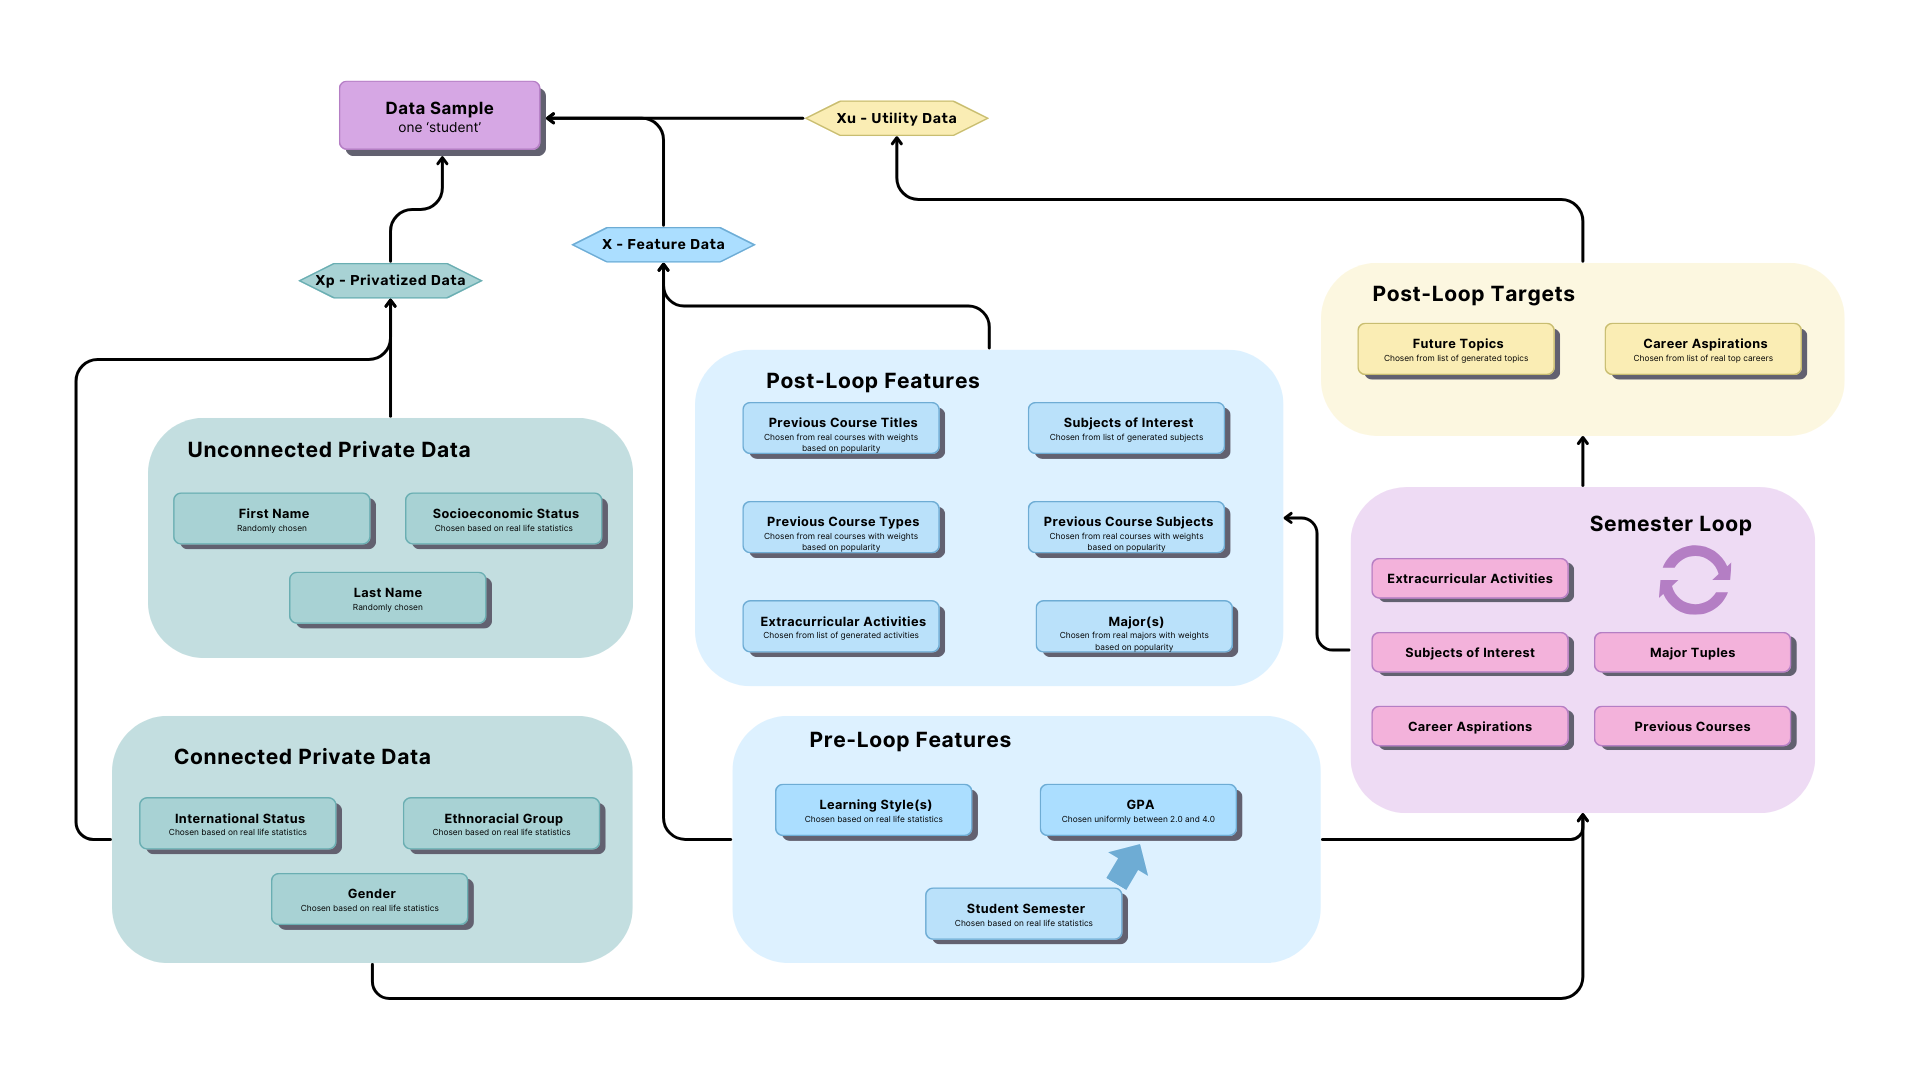 Data Sample
one ‘student’
Xu - Utility Data
X - Feature Data
Xp - Privatized Data
Post-Loop Targets
Future Topics
Chosen from list of generated topics
Career Aspirations
Chosen from list of real top careers
Post-Loop Features
Previous Course Titles
Chosen from real courses with weights
based on popularity
Subjects of Interest
Chosen from list of generated subjects
Previous Course Types
Chosen from real courses with weights
based on popularity
Previous Course Subjects
Chosen from real courses with weights
based on popularity
Extracurricular Activities
Chosen from list of generated activities
Major(s)
Chosen from real majors with weights
based on popularity
Unconnected Private Data
First Name
Randomly chosen
Socioeconomic Status
Chosen based on real life statistics
Last Name
Randomly chosen
Semester Loop
Extracurricular Activities
Subjects of Interest
Major Tuples
Career Aspirations
Previous Courses
Connected Private Data
International Status
Chosen based on real life statistics
Ethnoracial Group
Chosen based on real life statistics
Gender
Chosen based on real life statistics
Pre-Loop Features
Learning Style(s)
Chosen based on real life statistics
GPA
Chosen uniformly between 2.0 and 4.0
Student Semester
Chosen based on real life statistics